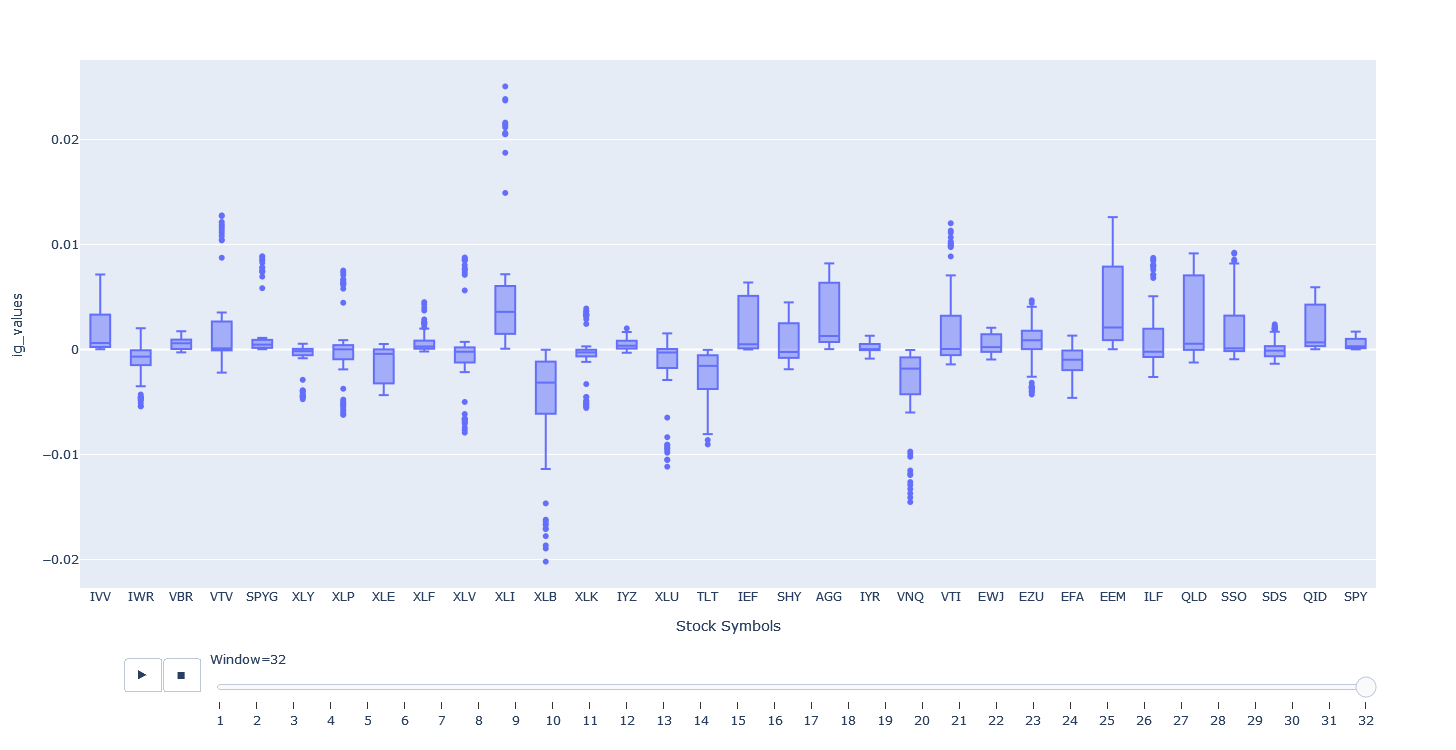 0.02
0.01
0
−0.01
−0.02
ig_values
IVV IWR VBR VTV SPYG XLY XLP XLE XLF XLV XLI XLB XLK IYZ XLU TLT IEF SHY AGG IYR VNQ VTI EWJ EZU EFA EEM ILF QLD SSO SDS QID SPY
Stock Symbols
Window=32
1 2 3 4 5 6 7 8 9 10 11 12 13 14 15 16 17 18 19 20 21 22 23 24 25 26 27 28 29 30 31 32